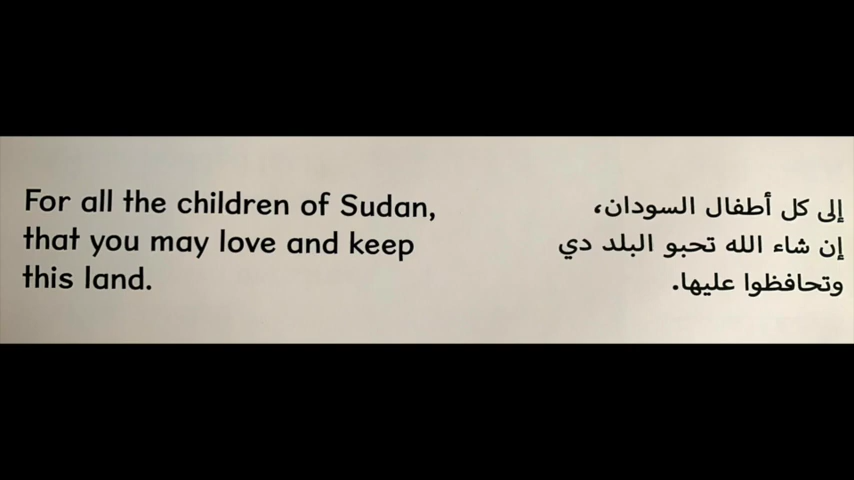 For all the children of Sudan,
that you may love and keep
this land.
إلى كل أطفال السودان،
إن شاء الله تحبو البلد دي
وتحافظوا عليها.